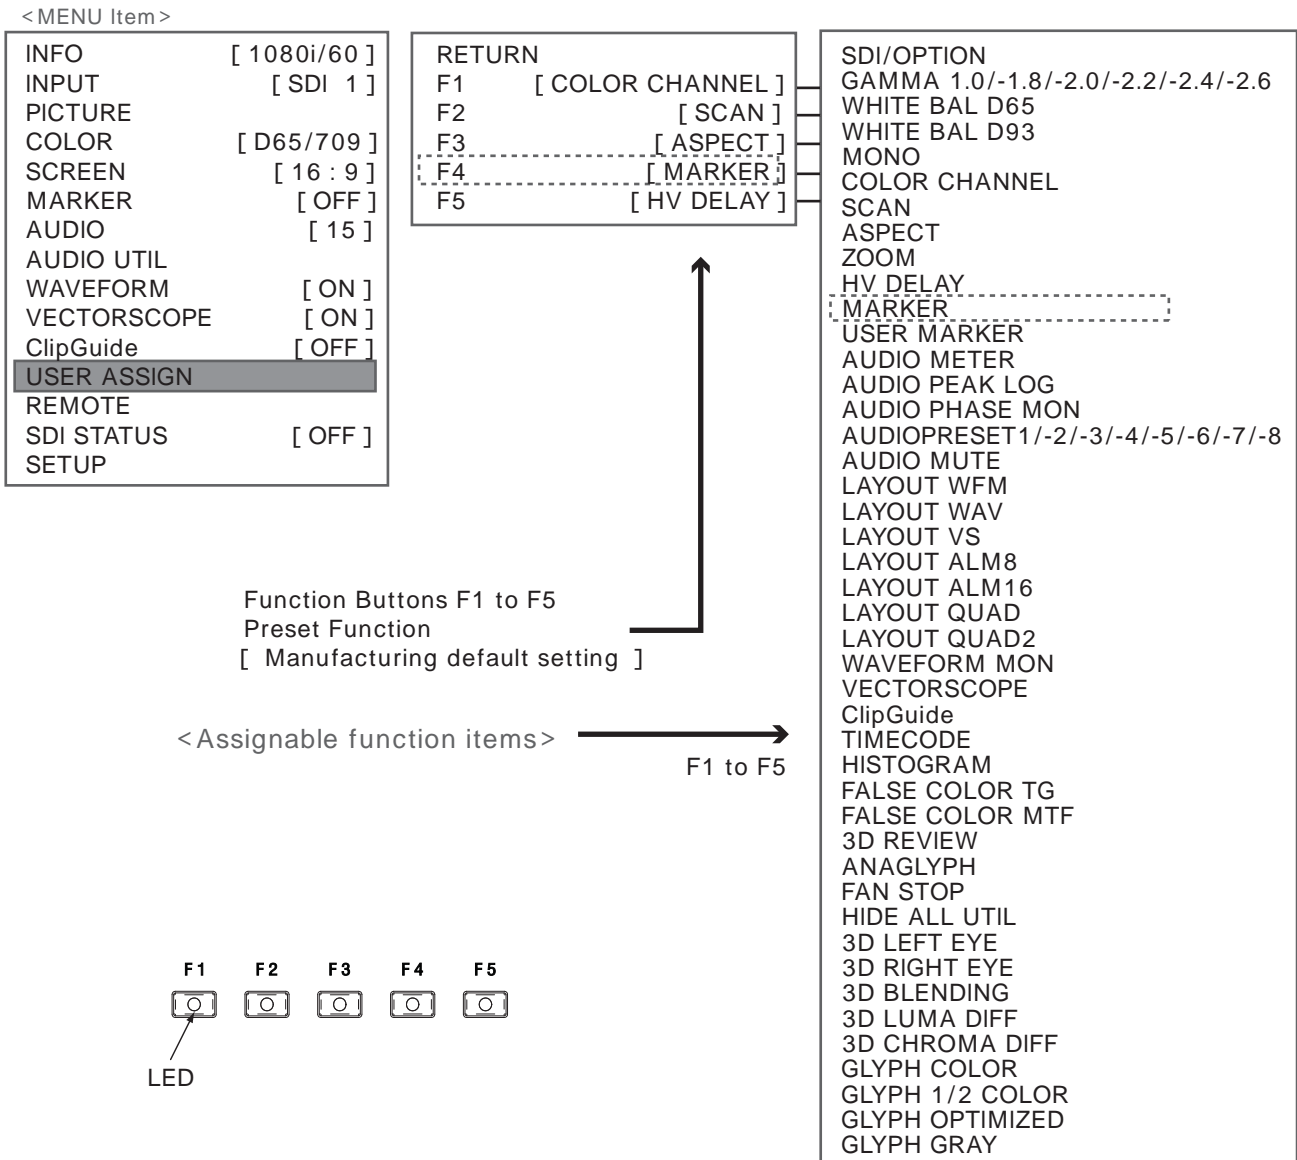 <MENU Item>
INFO [ 1080i/60 ]
INPUT [ SDI 1 ]
PICTURE
COLOR [ D65/709 ]
SCREEN [ 16 : 9 ]
MARKER [ OFF ]
AUDIO [ 15 ]
AUDIO UTIL
WAVEFORM [ ON ]
VECTORSCOPE [ ON ]
ClipGuide [ OFF ]
USER ASSIGN
REMOTE
SDI STATUS [ OFF ]
SETUP
RETURN
F1 [ COLOR CHANNEL ]
F2 [ SCAN ]
F3 [ ASPECT ]
F4 [ MARKER ]
F5 [ HV DELAY ]
SDI/OPTION
GAMMA 1.0/-1.8/-2.0/-2.2/-2.4/-2.6
WHITE BAL D65
WHITE BAL D93
MONO
COLOR CHANNEL
SCAN
ASPECT
ZOOM
HV DELAY
MARKER
USER MARKER
AUDIO METER
AUDIO PEAK LOG
AUDIO PHASE MON
AUDIOPRESET1/-2/-3/-4/-5/-6/-7/-8
AUDIO MUTE
LAYOUT WFM
LAYOUT WAV
LAYOUT VS
LAYOUT ALM8
LAYOUT ALM16
LAYOUT QUAD
LAYOUT QUAD2
WAVEFORM MON
VECTORSCOPE
ClipGuide
TIMECODE
HISTOGRAM
FALSE COLOR TG
FALSE COLOR MTF
3D REVIEW
ANAGLYPH
FAN STOP
HIDE ALL UTIL
3D LEFT EYE
3D RIGHT EYE
3D BLENDING
3D LUMA DIFF
3D CHROMA DIFF
GLYPH COLOR
GLYPH 1/2 COLOR
GLYPH OPTIMIZED
GLYPH GRAY
Function Buttons F1 to F5
Preset Function
[ Manufacturing default setting ]
<Assignable function items>
F1 to F5
F1 F2 F3 F4 F5
LED